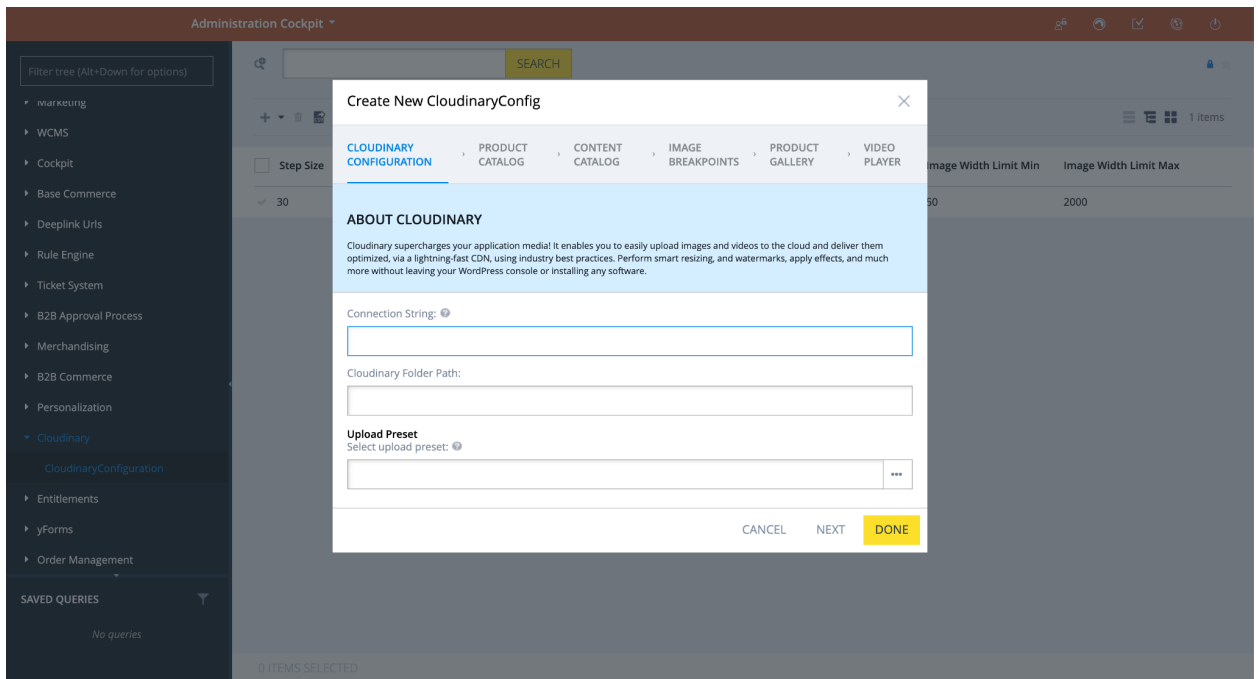 Administration Cockpit
Filter tree (Alt+Down for options)
Marketing
WCMS
Cockpit
Base Commerce
Deeplink Urls
Rule Engine
Ticket System
B2B Approval Process
Merchandising
B2B Commerce
Personalization
Cloudinary
CloudinaryConfiguration
Entitlements
yForms
Order Management
SAVED QUERIES
No queries
SEARCH
1 items
Step Size
Image Width Limit Min
Image Width Limit Max
30
50
2000
Create New CloudinaryConfig
CLOUDINARY
CONFIGURATION
PRODUCT
CATALOG
CONTENT
CATALOG
IMAGE
BREAKPOINTS
PRODUCT
GALLERY
VIDEO
PLAYER
ABOUT CLOUDINARY
Cloudinary supercharges your application media! It enables you to easily upload images and videos to the cloud and deliver them
optimized, via a lightning-fast CDN, using industry best practices. Perform smart resizing, and watermarks, apply effects, and much
more without leaving your WordPress console or installing any software.
Connection String:
Cloudinary Folder Path:
Upload Preset
Select upload preset:
CANCEL
NEXT
DONE
0 ITEMS SELECTED